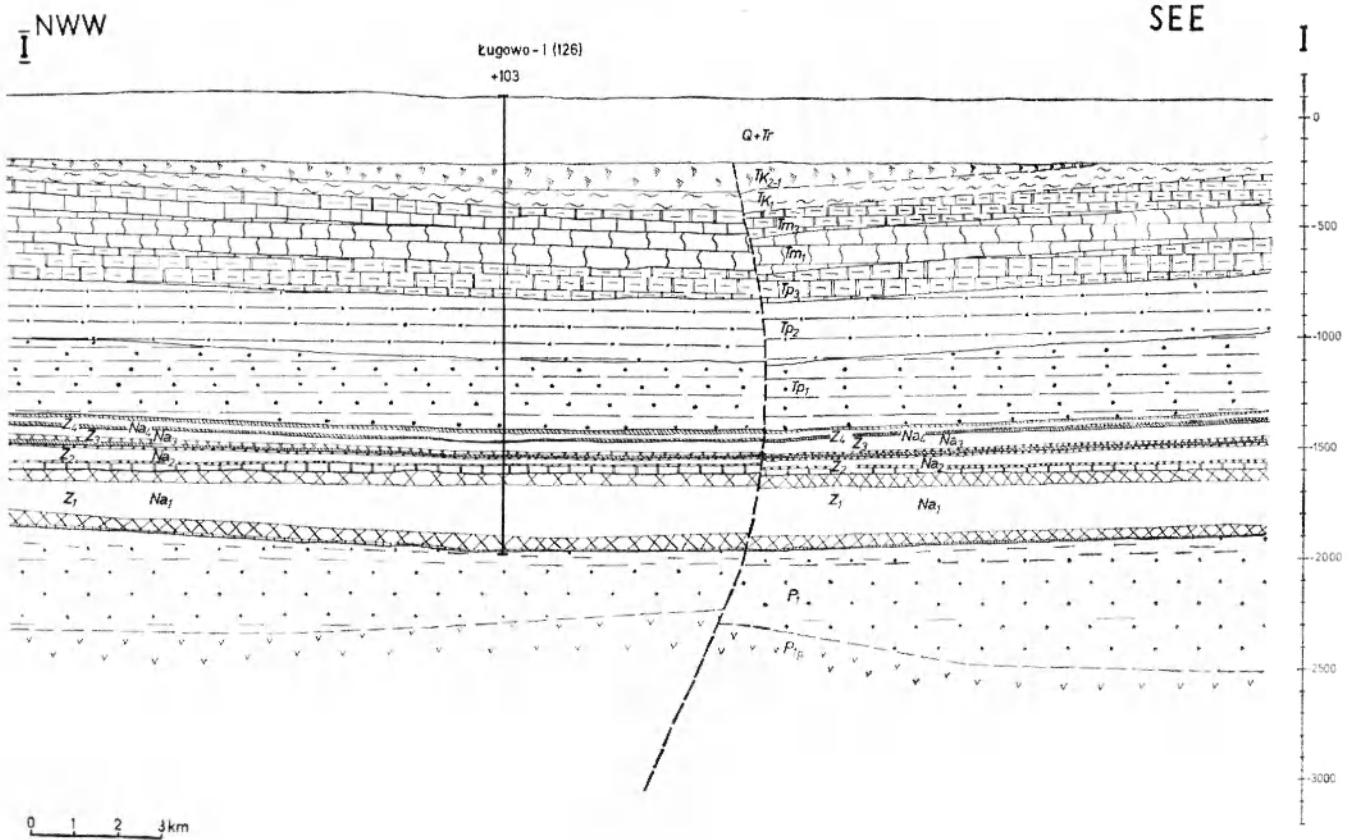 NWW
SEE
I
I
Ługowo-1 (126)
+103
0
Q+Tr
TK2-1
TK1
-500
Tm1
Tp3
Tp2
-1000
Tp1
Z4 Na4 Na3
Z4 Na4 Na3
Z3
-1500
Z2 Na2
Z2 Na2
Z1 Na1
Z1 Na1
-2000
P1
P1p
-2500
-3000
0 1 2 3km